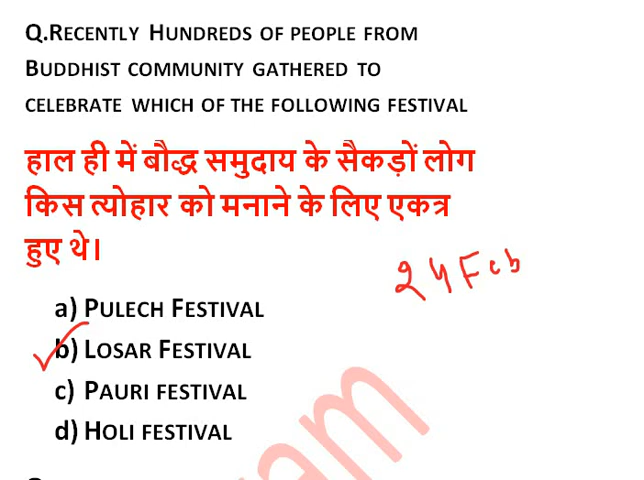 Q.RECENTLY HUNDREDS OF PEOPLE FROM
BUDDHIST COMMUNITY GATHERED TO
CELEBRATE WHICH OF THE FOLLOWING FESTIVAL
हाल ही में बौद्ध समुदाय के सैकड़ों लोग
किस त्योहार को मनाने के लिए एकत्र
हुए थे।
24 Feb
a) PULECH FESTIVAL
b) LOSAR FESTIVAL
c) PAURI FESTIVAL
d) HOLI FESTIVAL